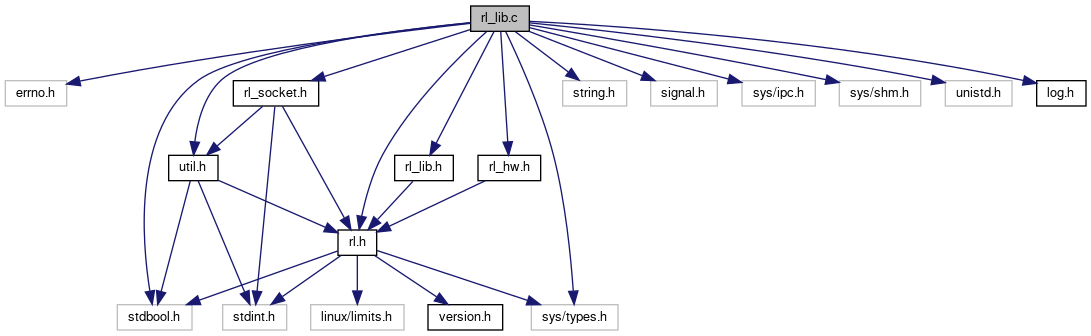 rl_lib.c
errno.h
rl_socket.h
string.h
signal.h
sys/ipc.h
sys/shm.h
unistd.h
log.h
util.h
rl_lib.h
rl_hw.h
rl.h
stdbool.h
stdint.h
linux/limits.h
version.h
sys/types.h